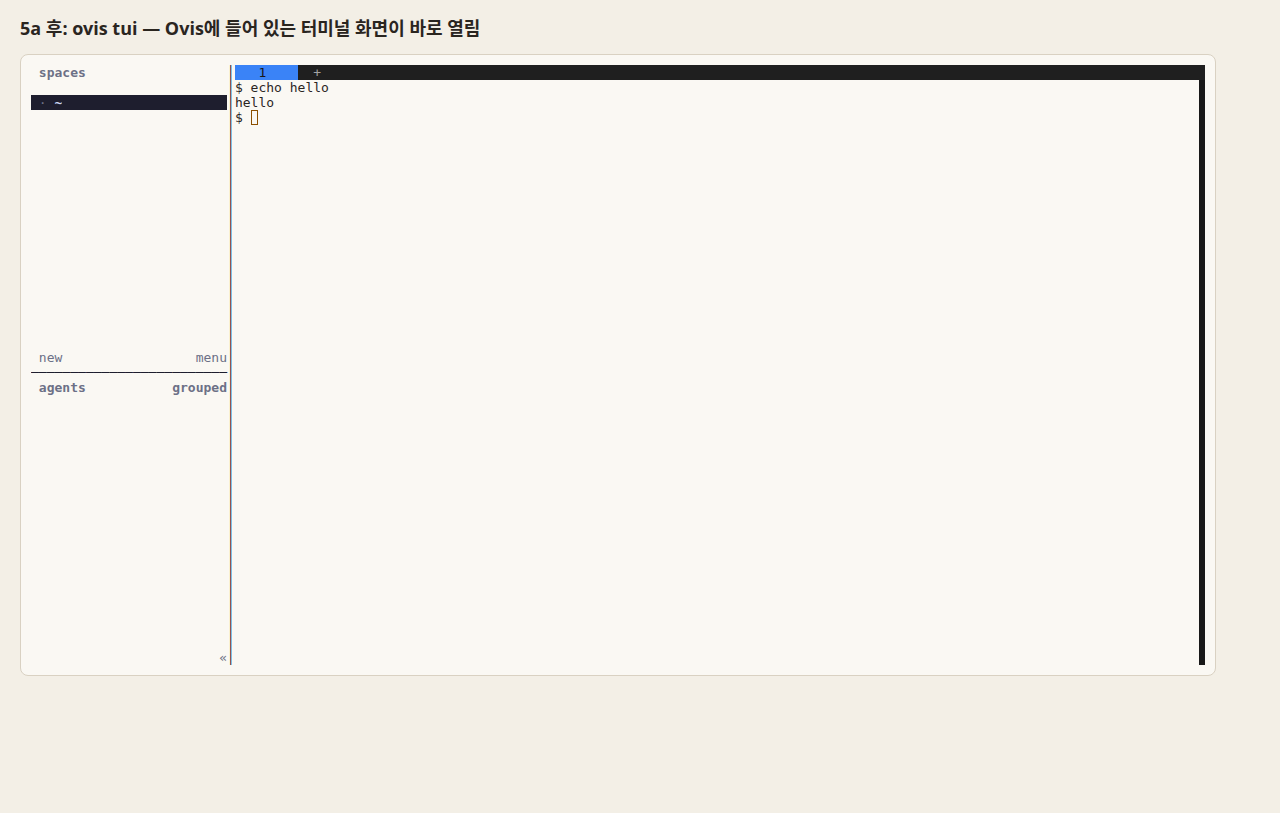 5a 후: ovis tui — Ovis에 들어 있는 터미널 화면이 바로 열림
spaces
· ~
new menu
agents grouped
«
1 +
$ echo hello
hello
$